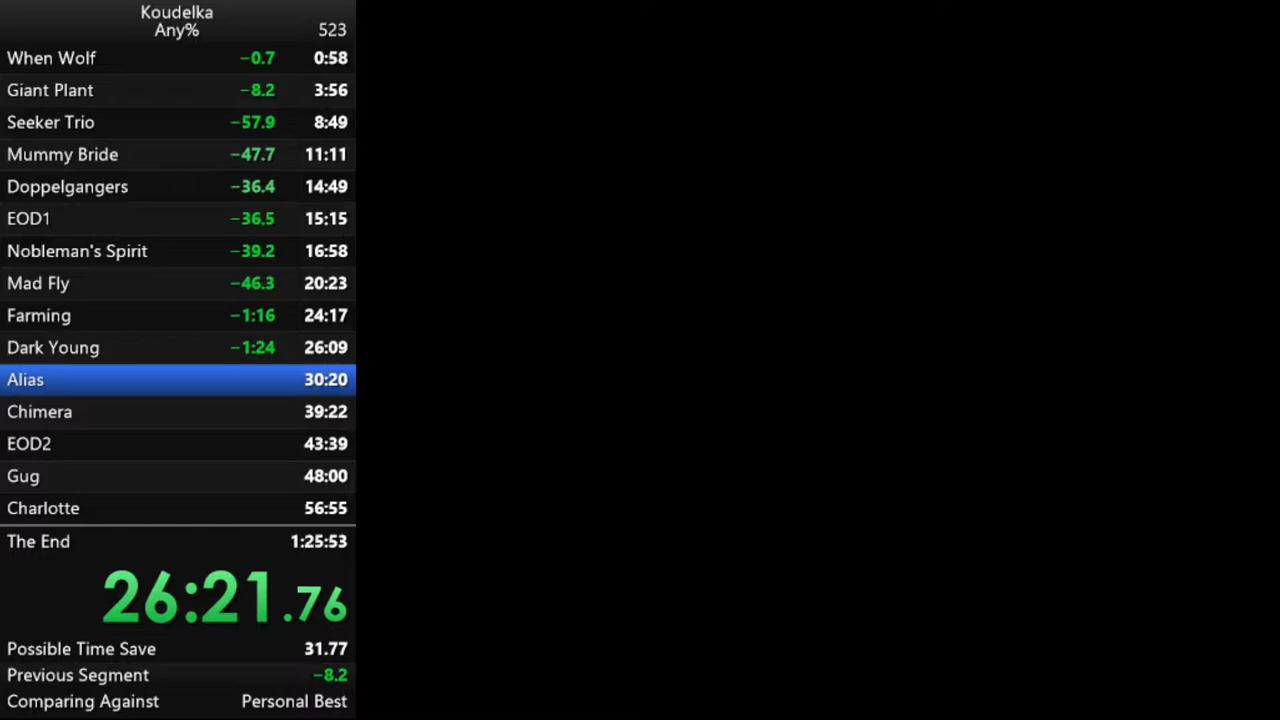 Koudelka
Any% 523
When Wolf −0.7 0:58
Giant Plant −8.2 3:56
Seeker Trio −57.9 8:49
Mummy Bride −47.7 11:11
Doppelgangers −36.4 14:49
EOD1 −36.5 15:15
Nobleman's Spirit −39.2 16:58
Mad Fly −46.3 20:23
Farming −1:16 24:17
Dark Young −1:24 26:09
Alias 30:20
Chimera 39:22
EOD2 43:39
Gug 48:00
Charlotte 56:55
The End 1:25:53
26:21.76
Possible Time Save 31.77
Previous Segment −8.2
Comparing Against Personal Best